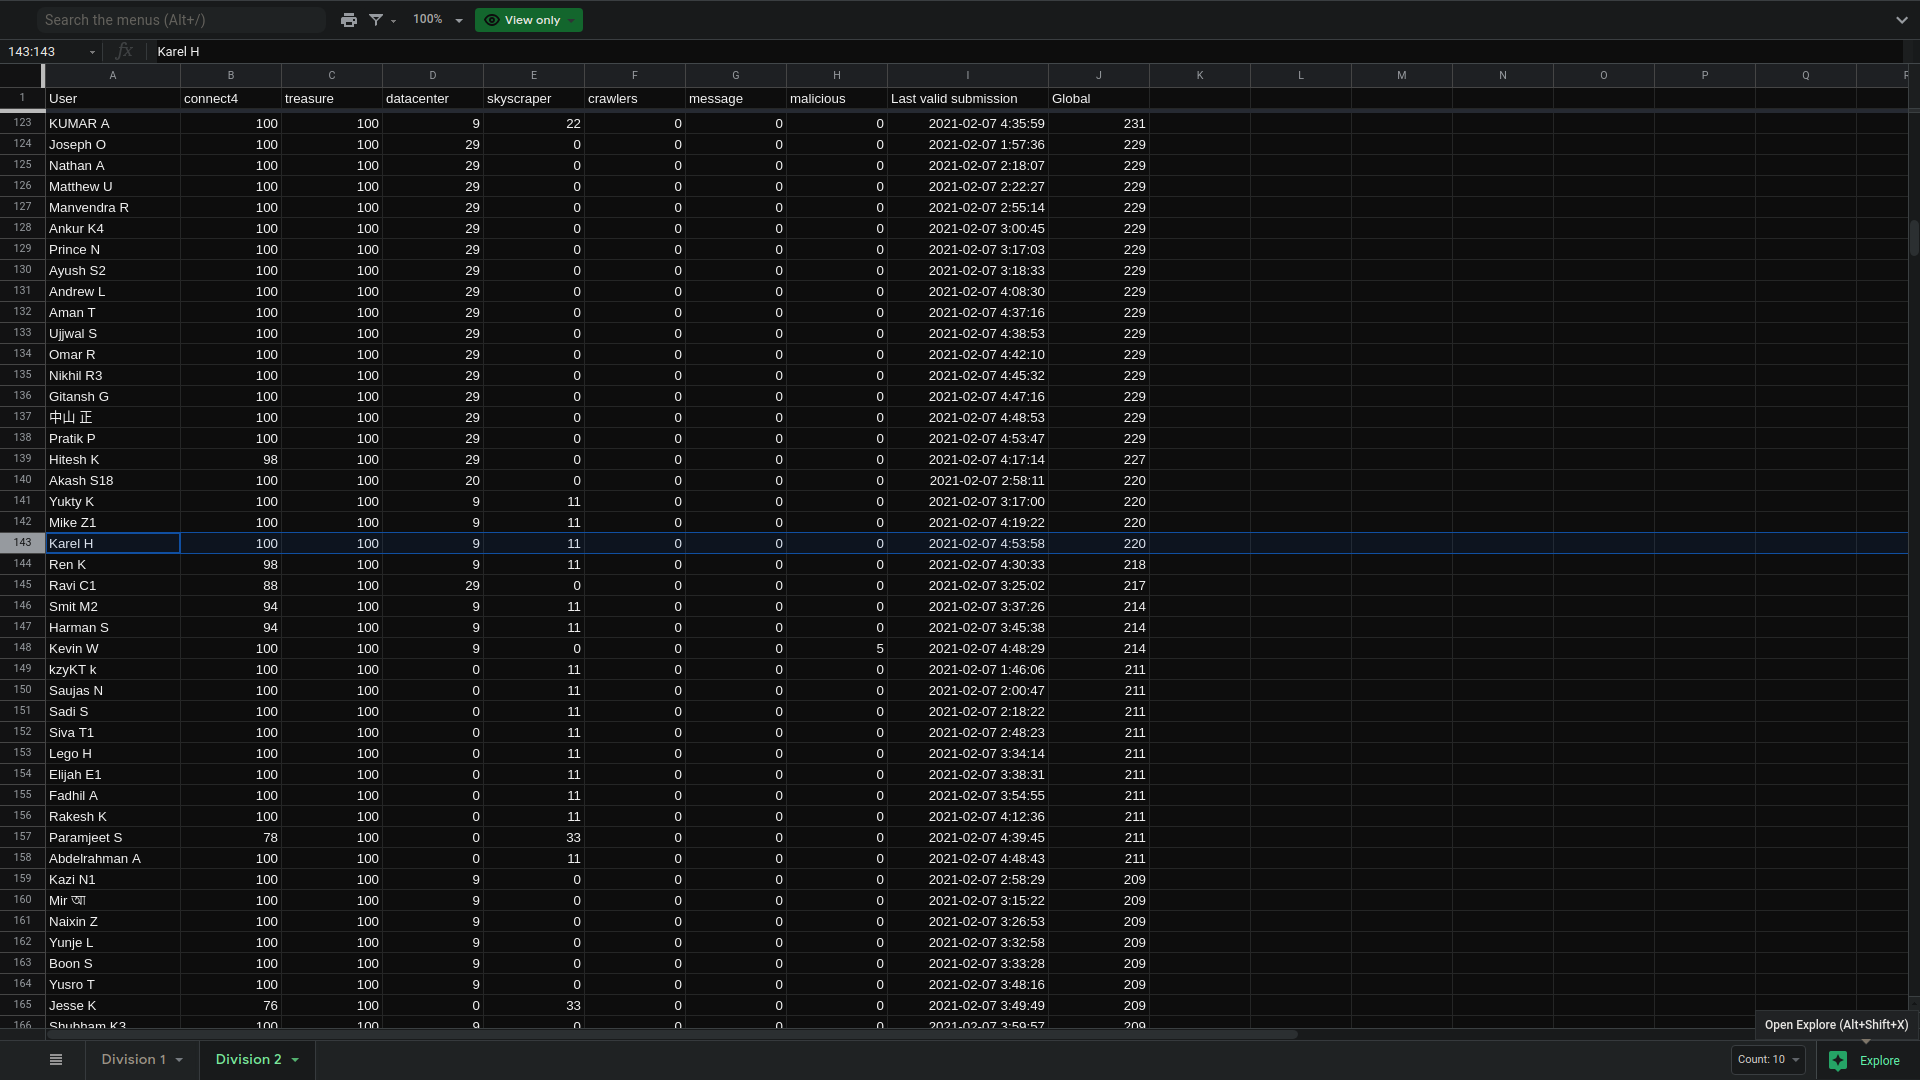 Search the menus (Alt+/) 100% View only
143:143 fx Karel H
A B C D E F G H I J K L M N O P Q
1 User connect4 treasure datacenter skyscraper crawlers message malicious Last valid submission Global
123 KUMAR A 100 100 9 22 0 0 0 2021-02-07 4:35:59 231
124 Joseph O 100 100 29 0 0 0 0 2021-02-07 1:57:36 229
125 Nathan A 100 100 29 0 0 0 0 2021-02-07 2:18:07 229
126 Matthew U 100 100 29 0 0 0 0 2021-02-07 2:22:27 229
127 Manvendra R 100 100 29 0 0 0 0 2021-02-07 2:55:14 229
128 Ankur K4 100 100 29 0 0 0 0 2021-02-07 3:00:45 229
129 Prince N 100 100 29 0 0 0 0 2021-02-07 3:17:03 229
130 Ayush S2 100 100 29 0 0 0 0 2021-02-07 3:18:33 229
131 Andrew L 100 100 29 0 0 0 0 2021-02-07 4:08:30 229
132 Aman T 100 100 29 0 0 0 0 2021-02-07 4:37:16 229
133 Ujjwal S 100 100 29 0 0 0 0 2021-02-07 4:38:53 229
134 Omar R 100 100 29 0 0 0 0 2021-02-07 4:42:10 229
135 Nikhil R3 100 100 29 0 0 0 0 2021-02-07 4:45:32 229
136 Gitansh G 100 100 29 0 0 0 0 2021-02-07 4:47:16 229
137 中山 正 100 100 29 0 0 0 0 2021-02-07 4:48:53 229
138 Pratik P 100 100 29 0 0 0 0 2021-02-07 4:53:47 229
139 Hitesh K 98 100 29 0 0 0 0 2021-02-07 4:17:14 227
140 Akash S18 100 100 20 0 0 0 0 2021-02-07 2:58:11 220
141 Yukty K 100 100 9 11 0 0 0 2021-02-07 3:17:00 220
142 Mike Z1 100 100 9 11 0 0 0 2021-02-07 4:19:22 220
143 Karel H 100 100 9 11 0 0 0 2021-02-07 4:53:58 220
144 Ren K 98 100 9 11 0 0 0 2021-02-07 4:30:33 218
145 Ravi C1 88 100 29 0 0 0 0 2021-02-07 3:25:02 217
146 Smit M2 94 100 9 11 0 0 0 2021-02-07 3:37:26 214
147 Harman S 94 100 9 11 0 0 0 2021-02-07 3:45:38 214
148 Kevin W 100 100 9 0 0 0 5 2021-02-07 4:48:29 214
149 kzyKT k 100 100 0 11 0 0 0 2021-02-07 1:46:06 211
150 Saujas N 100 100 0 11 0 0 0 2021-02-07 2:00:47 211
151 Sadi S 100 100 0 11 0 0 0 2021-02-07 2:18:22 211
152 Siva T1 100 100 0 11 0 0 0 2021-02-07 2:48:23 211
153 Lego H 100 100 0 11 0 0 0 2021-02-07 3:34:14 211
154 Elijah E1 100 100 0 11 0 0 0 2021-02-07 3:38:31 211
155 Fadhil A 100 100 0 11 0 0 0 2021-02-07 3:54:55 211
156 Rakesh K 100 100 0 11 0 0 0 2021-02-07 4:12:36 211
157 Paramjeet S 78 100 0 33 0 0 0 2021-02-07 4:39:45 211
158 Abdelrahman A 100 100 0 11 0 0 0 2021-02-07 4:48:43 211
159 Kazi N1 100 100 9 0 0 0 0 2021-02-07 2:58:29 209
160 Mir আ 100 100 9 0 0 0 0 2021-02-07 3:15:22 209
161 Naixin Z 100 100 9 0 0 0 0 2021-02-07 3:26:53 209
162 Yunje L 100 100 9 0 0 0 0 2021-02-07 3:32:58 209
163 Boon S 100 100 9 0 0 0 0 2021-02-07 3:33:28 209
164 Yusro T 100 100 9 0 0 0 0 2021-02-07 3:48:16 209
165 Jesse K 76 100 0 33 0 0 0 2021-02-07 3:49:49 209
166 Shubham K3 100 100 9 0 0 0 0 2021-02-07 3:59:57 209
Open Explore (Alt+Shift+X)
Division 1 Division 2 Count: 10 Explore